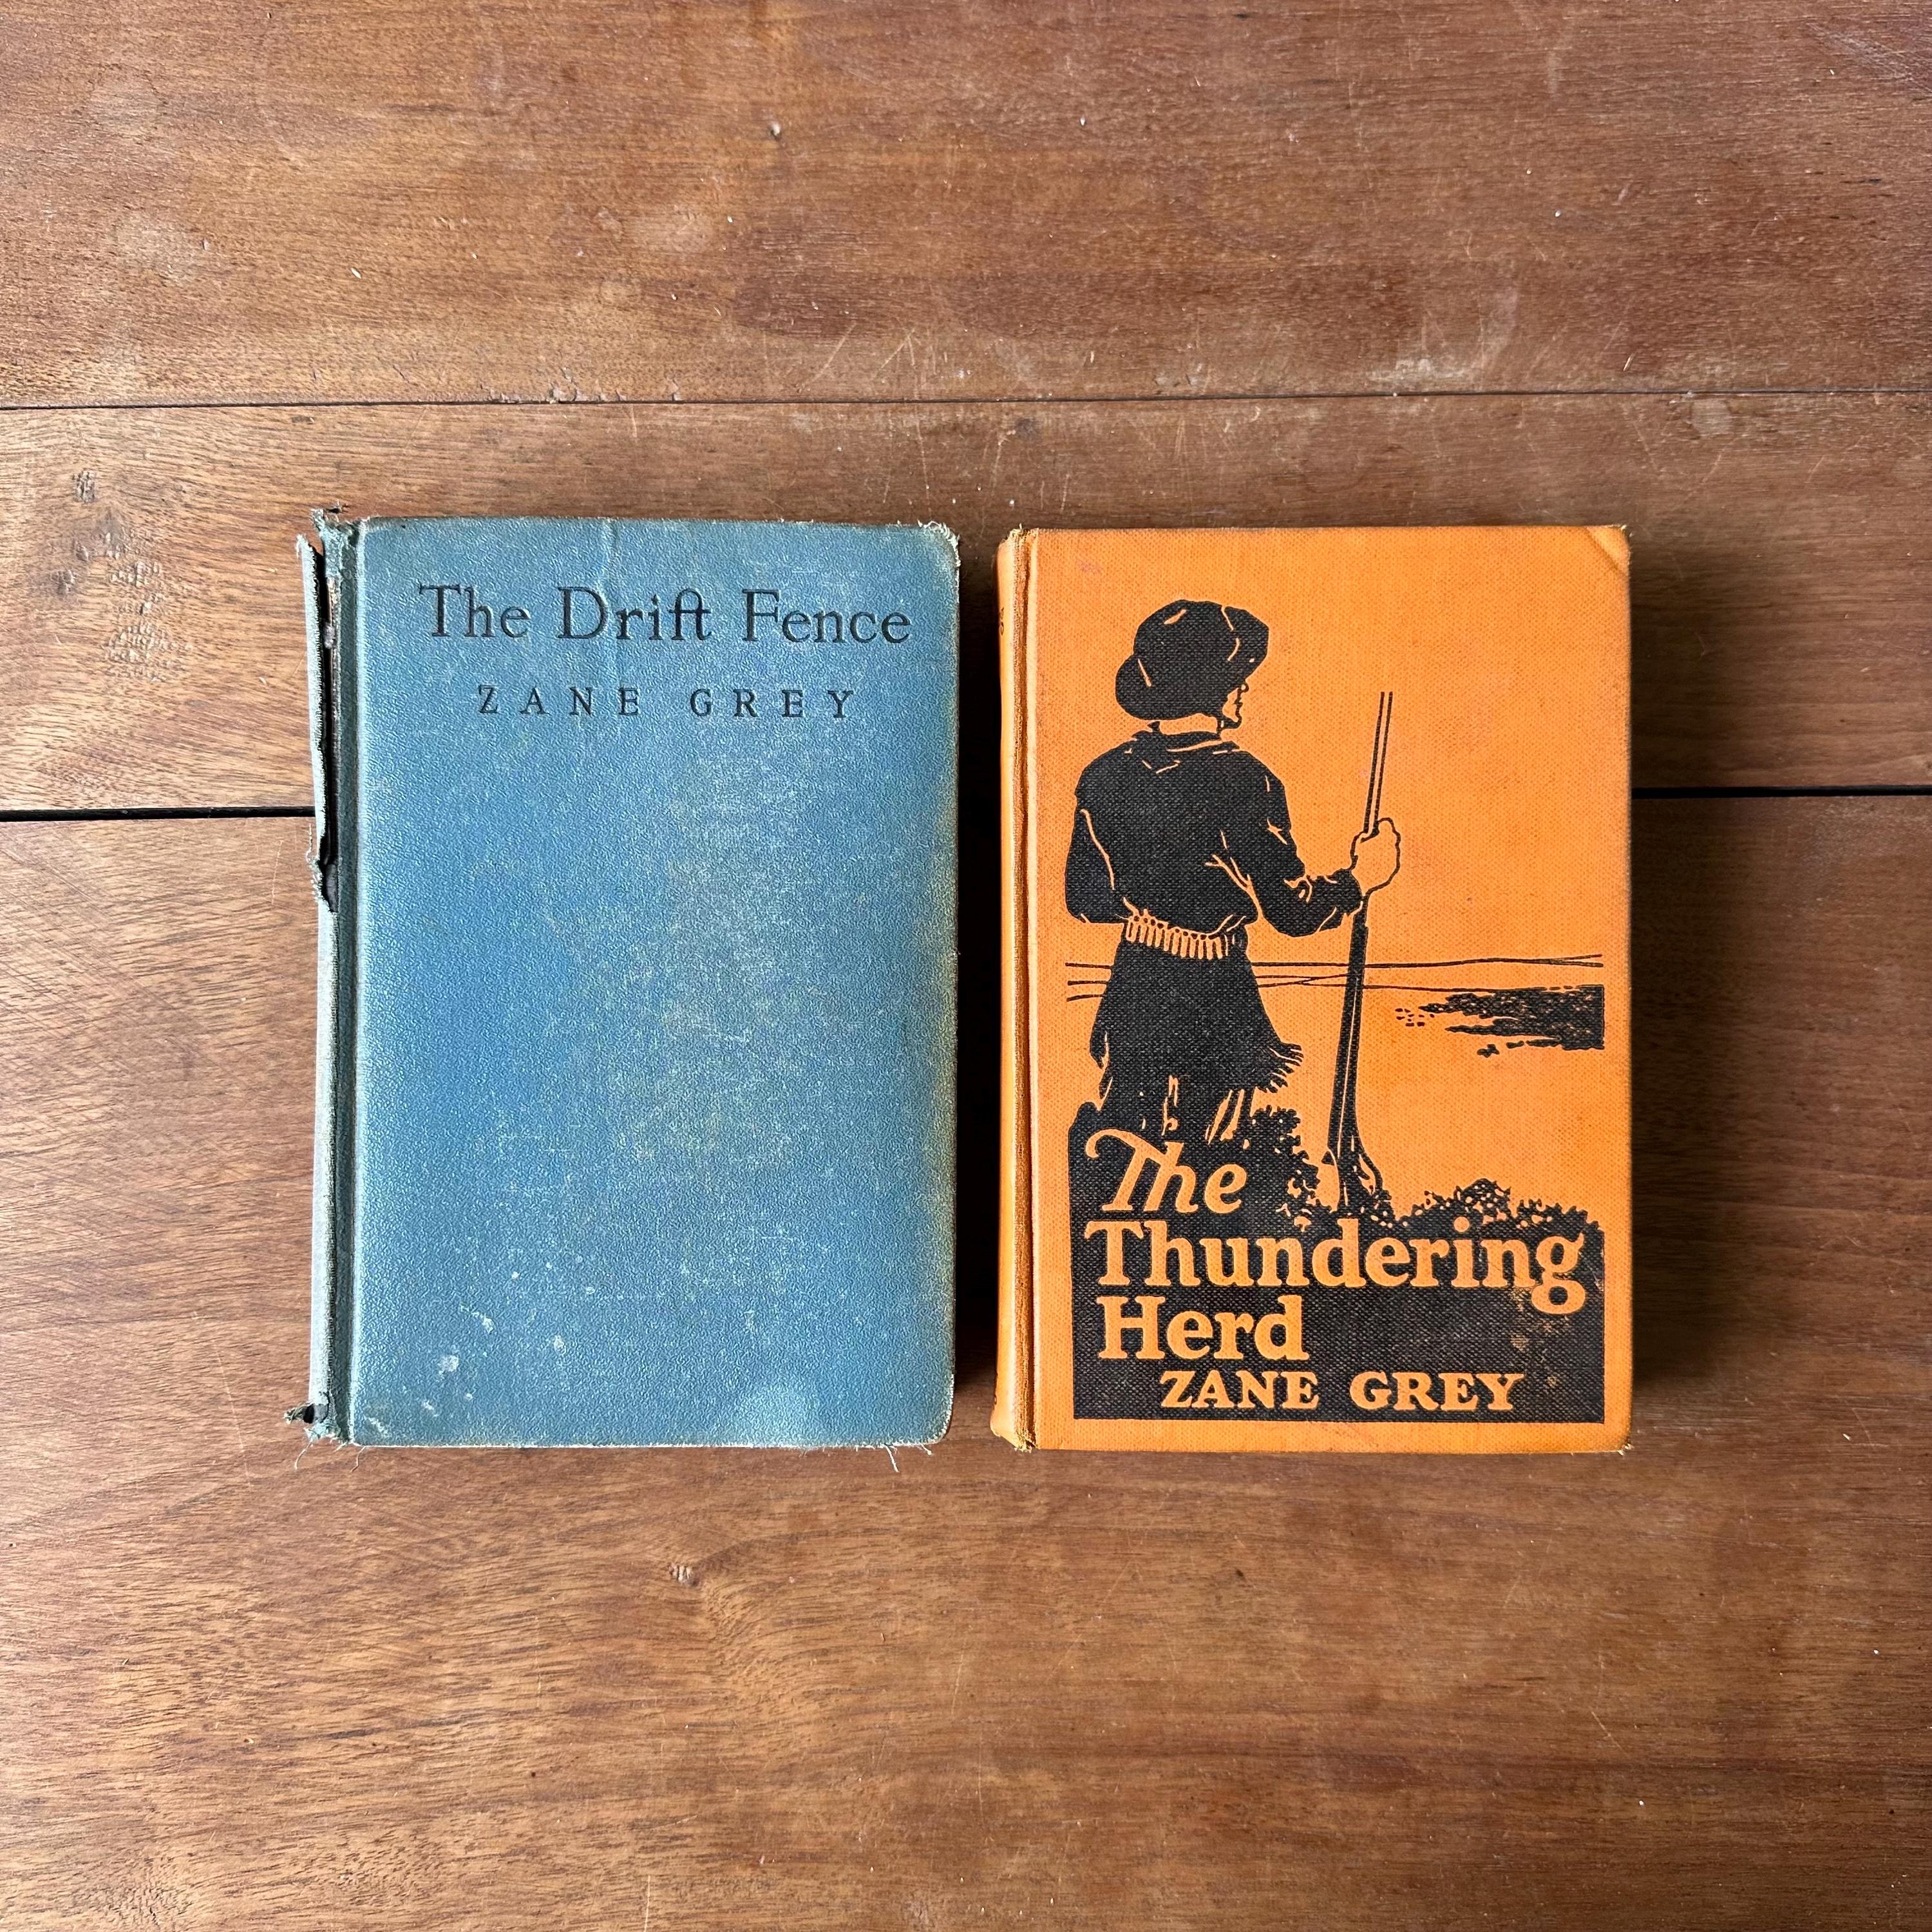 The Drift Fence
ZANE GREY
The
Thundering
Herd
ZANE GREY